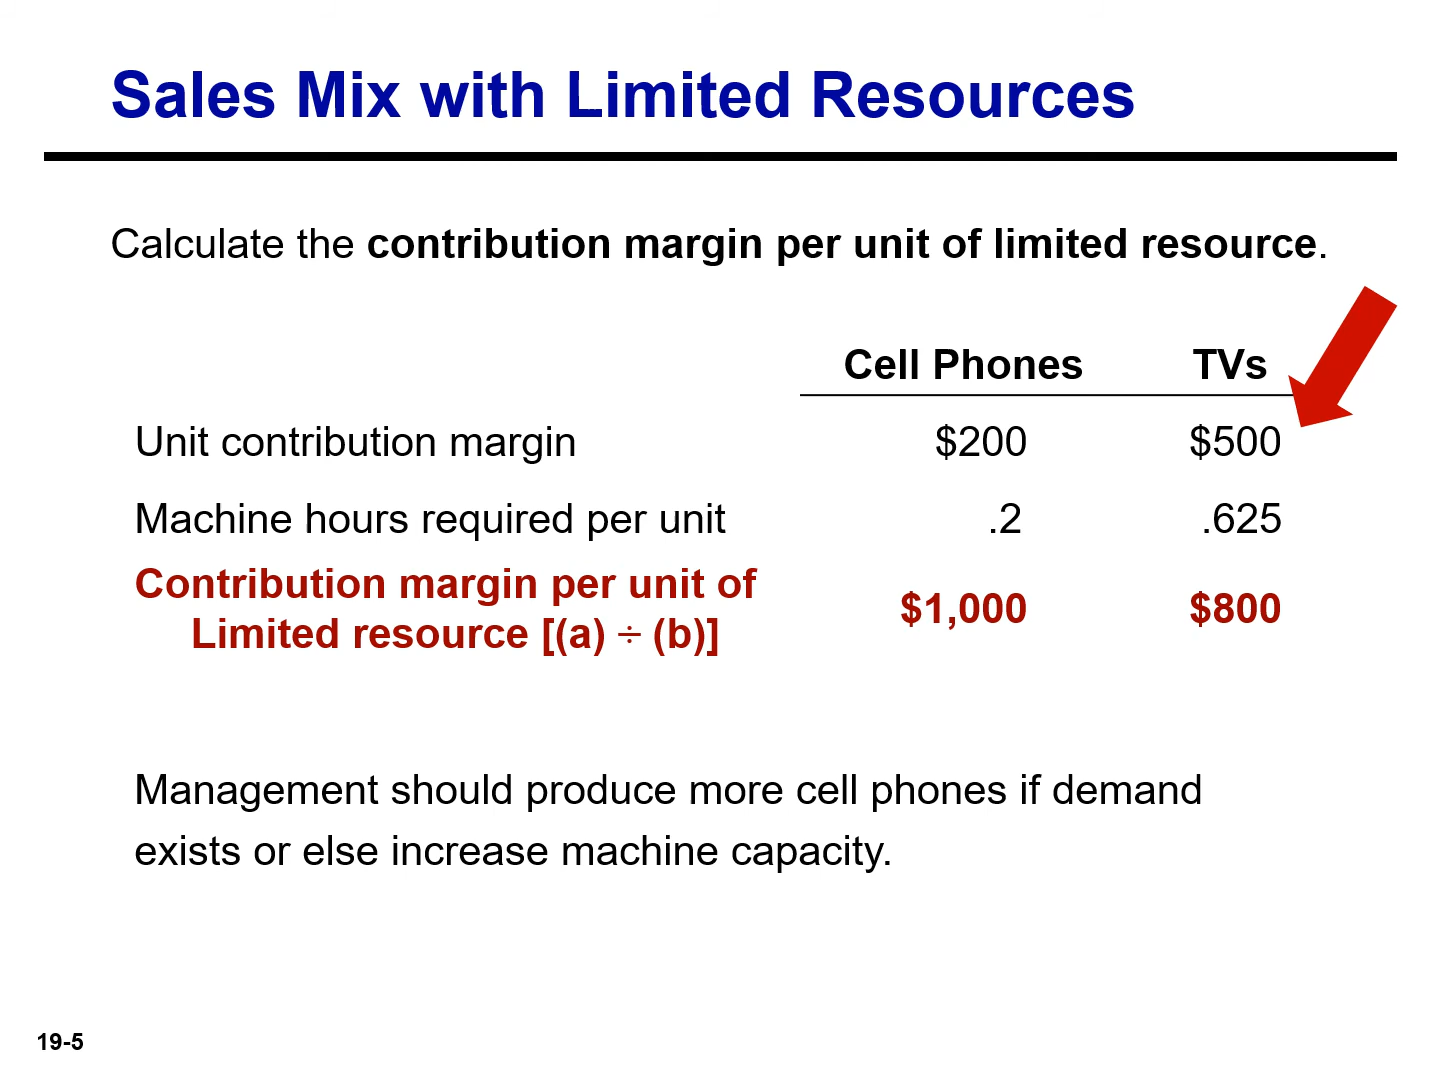 Sales Mix with Limited Resources
Calculate the contribution margin per unit of limited resource.
Cell Phones TVs
Unit contribution margin $200 $500
Machine hours required per unit .2 .625
Contribution margin per unit of
Limited resource [(a) ÷ (b)] $1,000 $800
Management should produce more cell phones if demand
exists or else increase machine capacity.
19-5